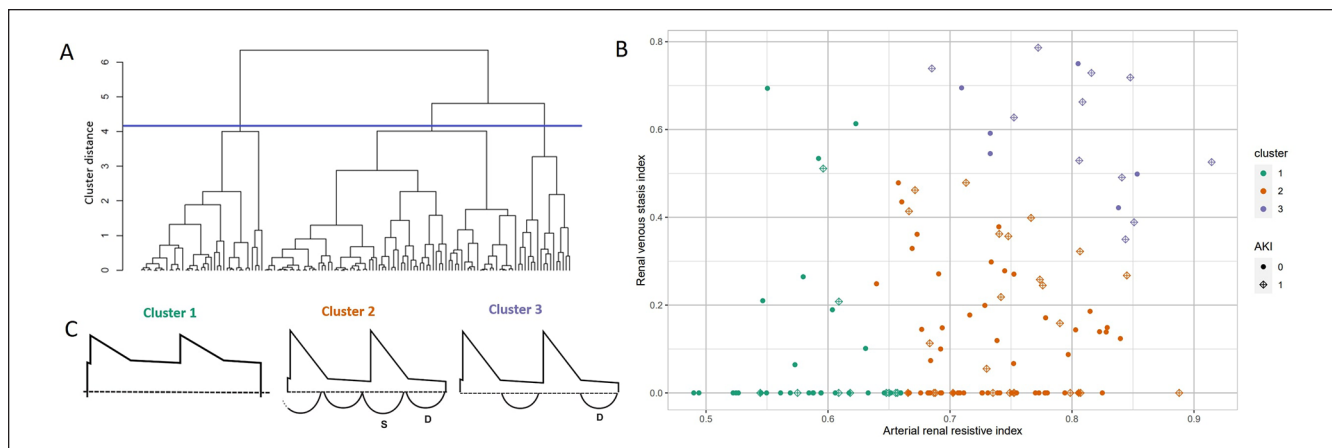 A
Cluster distance
6
5
4
3
2
1
0
B
Renal venous stasis index
0.8
0.6
0.4
0.2
0.0
0.5 0.6 0.7 0.8 0.9
Arterial renal resistive index
cluster
1
2
3
AKI
0
1
C
Cluster 1
Cluster 2
Cluster 3
S
D
D